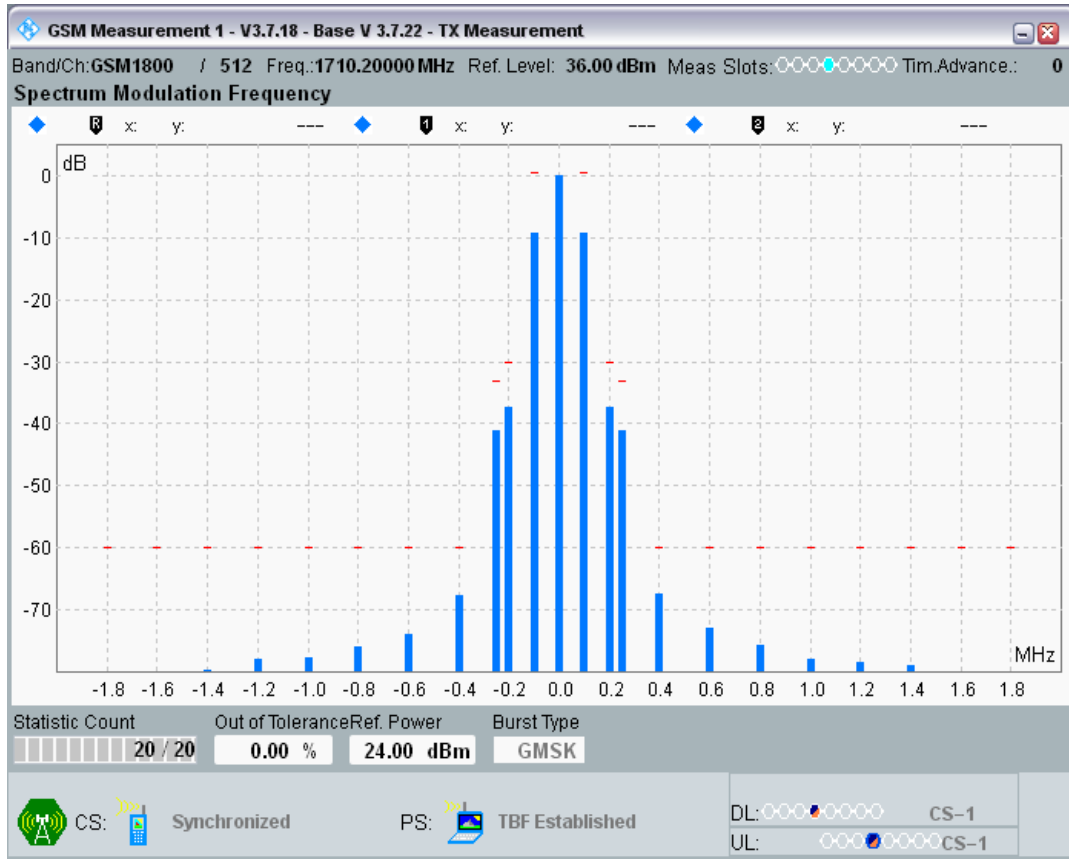 GSM Measurement 1 - V3.7.18 - Base V 3.7.22 - TX Measurement
Band/Ch:GSM1800 / 512 Freq.:1710.20000 MHz Ref. Level: 36.00 dBm Meas Slots: Tim.Advance.: 0
Spectrum Modulation Frequency
R x: y: --- 1 x: y: --- 2 x: y: ---
dB
0
-10
-20
-30
-40
-50
-60
-70
MHz
-1.8 -1.6 -1.4 -1.2 -1.0 -0.8 -0.6 -0.4 -0.2 0.0 0.2 0.4 0.6 0.8 1.0 1.2 1.4 1.6 1.8
Statistic Count Out of Tolerance Ref. Power Burst Type
20 / 20 0.00 % 24.00 dBm GMSK
CS: Synchronized PS: TBF Established
DL: CS-1
UL: CS-1